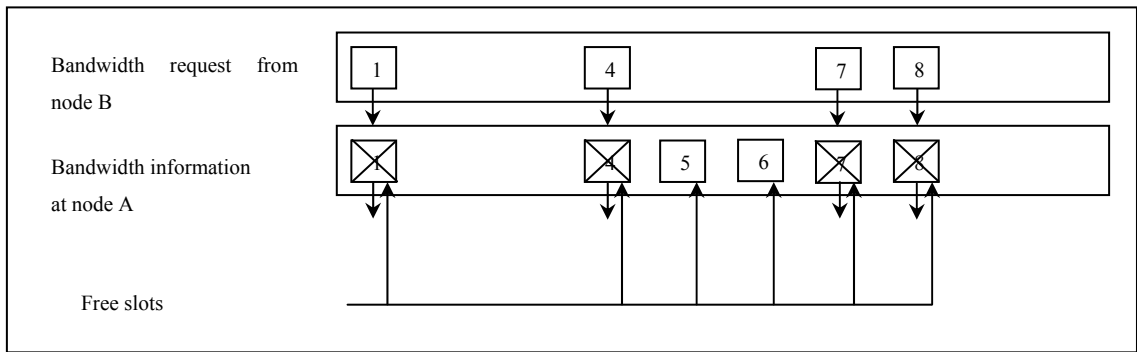 Bandwidth request from
node B
1 4 7 8
Bandwidth information
at node A
1 4 5 6 7 8
Free slots